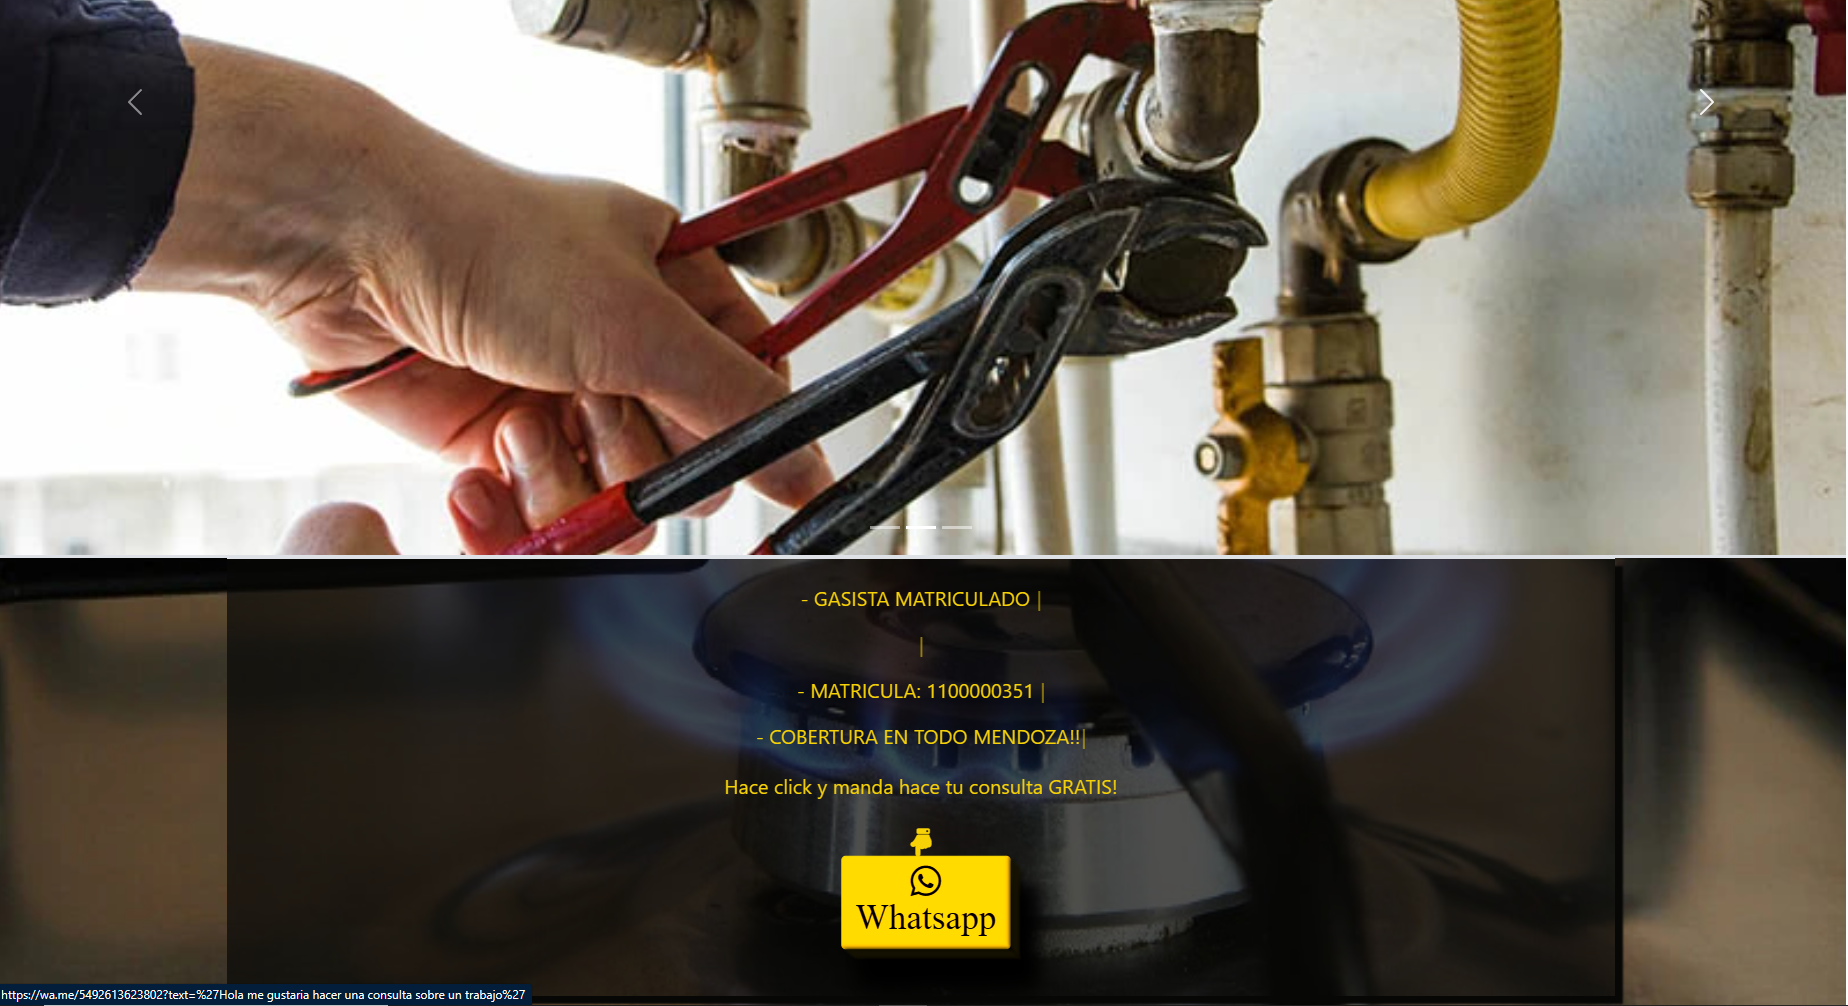 - GASISTA MATRICULADO |
|
- MATRICULA: 1100000351 |
- COBERTURA EN TODO MENDOZA!!|
Hace click y manda hace tu consulta GRATIS!
Whatsapp
https://wa.me/5492613623802?text=%27Hola me gustaria hacer una consulta sobre un trabajo%27